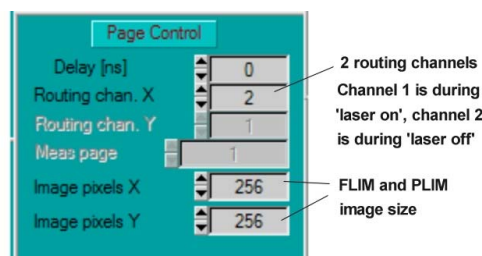 Page Control
Delay [ns] 0
Routing chan. X 2
Routing chan. Y 1
Meas page 1
Image pixels X 256
Image pixels Y 256
2 routing channels
Channel 1 is during
'laser on', channel 2
is during 'laser off'
FLIM and PLIM
image size